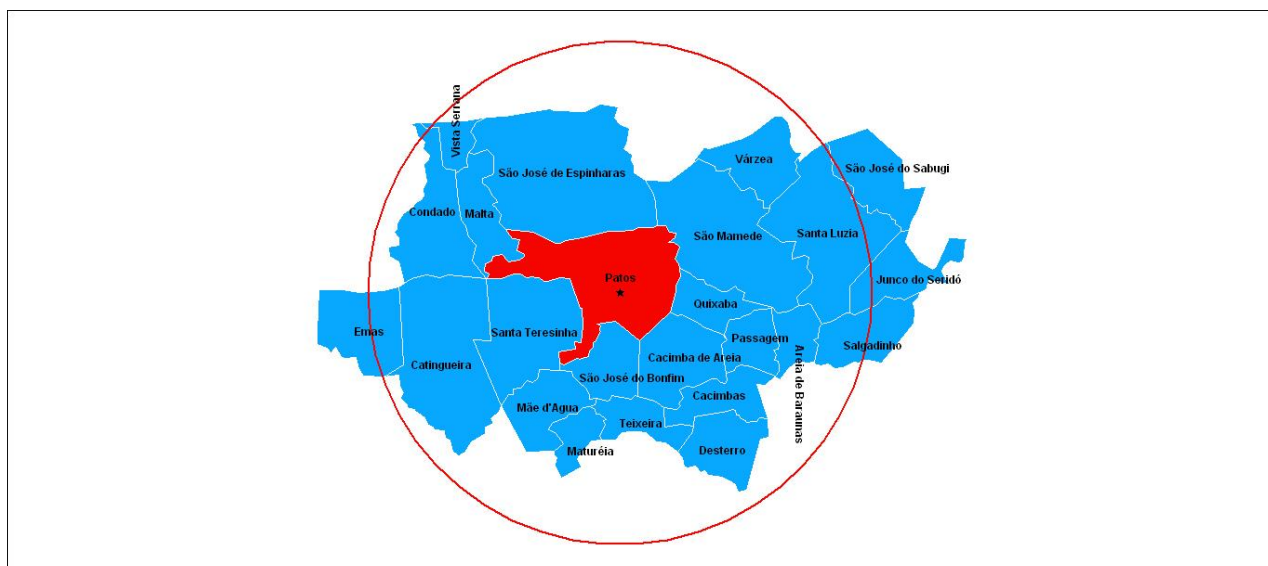 Vista Serrana
Várzea
São José do Sabugi
São José de Espinharas
Condado
Malta
São Mamede
Santa Luzia
Patos
Junco do Seridó
Quixaba
Emas
Santa Teresinha
Passagem
Salgadinho
Catingueira
Cacimba de Areia
São José do Bonfim
Areia de Baraunas
Cacimbas
Mãe d'Agua
Teixeira
Maturéia
Desterro